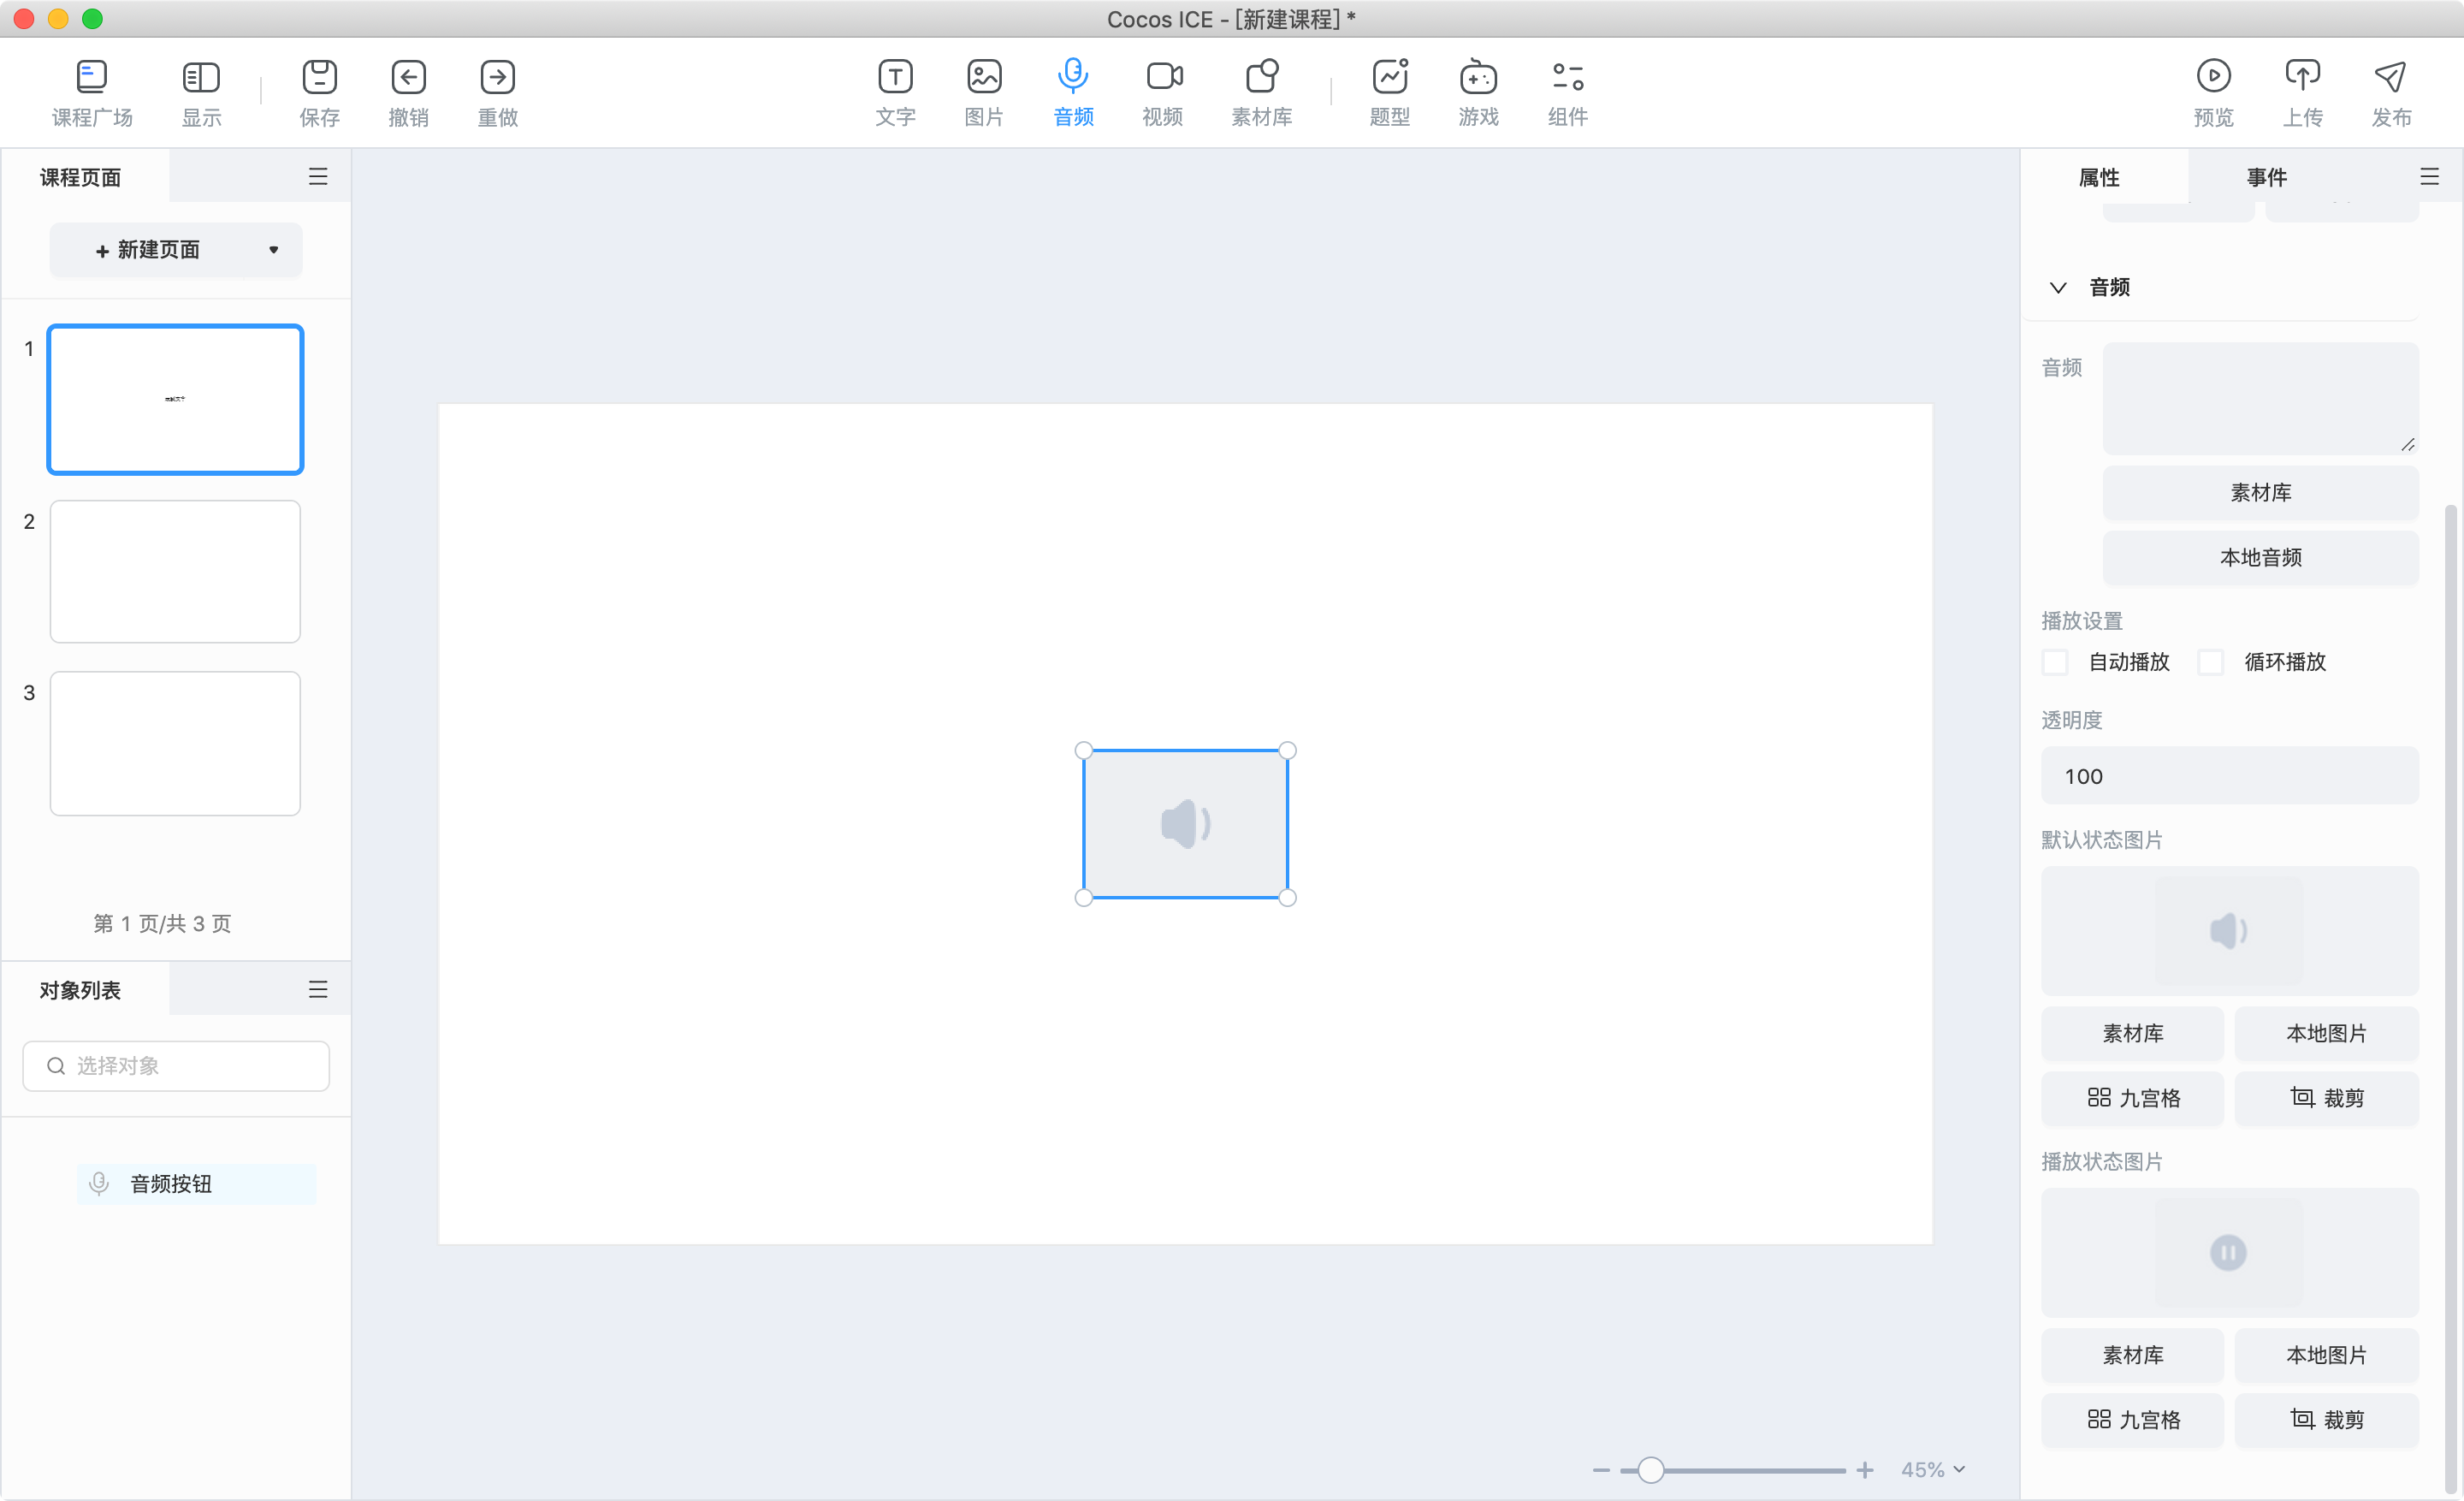 Cocos ICE - [新建课程] *
课程广场 显示 保存 撤销 重做 文字 图片 音频 视频 素材库 题型 游戏 组件 预览 上传 发布
课程页面
+ 新建页面
1
2
3
第 1 页/共 3 页
对象列表
选择对象
音频按钮
45%
属性 事件
音频
音频
素材库
本地音频
播放设置
自动播放 循环播放
透明度
100
默认状态图片
素材库 本地图片
九宫格 裁剪
播放状态图片
素材库 本地图片
九宫格 裁剪